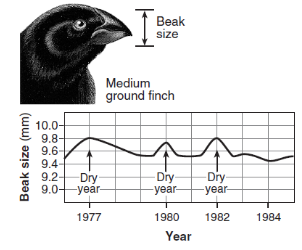 Beak
size
Medium
ground finch
Beak size (mm)
10.0
9.8
9.6
9.4
9.2
9.0
Dry
year
Dry
year
Dry
year
1977
1980
1982
1984
Year